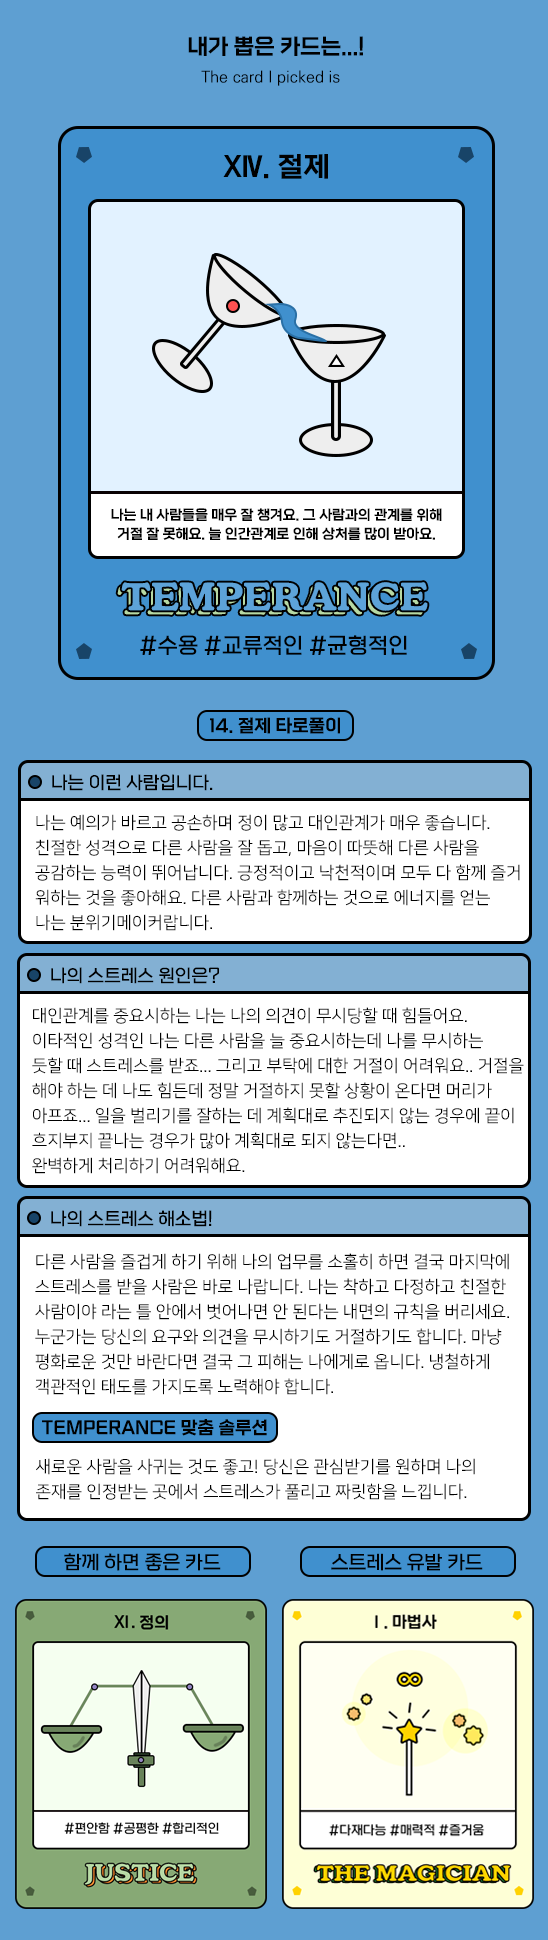 내가 뽑은 카드는...!
The card I picked is
XIV. 절제
나는 내 사람들을 매우 잘 챙겨요. 그 사람과의 관계를 위해
거절 잘 못해요. 늘 인간관계로 인해 상처를 많이 받아요.
TEMPERANCE
#수용 #교류적인 #균형적인
14. 절제 타로풀이
나는 이런 사람입니다.
나는 예의가 바르고 공손하며 정이 많고 대인관계가 매우 좋습니다.
친절한 성격으로 다른 사람을 잘 돕고, 마음이 따뜻해 다른 사람을
공감하는 능력이 뛰어납니다. 긍정적이고 낙천적이며 모두 다 함께 즐거
워하는 것을 좋아해요. 다른 사람과 함께하는 것으로 에너지를 얻는
나는 분위기메이커랍니다.
나의 스트레스 원인은?
대인관계를 중요시하는 나는 나의 의견이 무시당할 때 힘들어요.
이타적인 성격인 나는 다른 사람을 늘 중요시하는데 나를 무시하는
듯할 때 스트레스를 받죠... 그리고 부탁에 대한 거절이 어려워요.. 거절을
해야 하는 데 나도 힘든데 정말 거절하지 못할 상황이 온다면 머리가
아프죠... 일을 벌리기를 잘하는 데 계획대로 추진되지 않는 경우에 끝이
흐지부지 끝나는 경우가 많아 계획대로 되지 않는다면..
완벽하게 처리하기 어려워해요.
나의 스트레스 해소법!
다른 사람을 즐겁게 하기 위해 나의 업무를 소홀히 하면 결국 마지막에
스트레스를 받을 사람은 바로 나랍니다. 나는 착하고 다정하고 친절한
사람이야 라는 틀 안에서 벗어나면 안 된다는 내면의 규칙을 버리세요.
누군가는 당신의 요구와 의견을 무시하기도 거절하기도 합니다. 마냥
평화로운 것만 바란다면 결국 그 피해는 나에게로 옵니다. 냉철하게
객관적인 태도를 가지도록 노력해야 합니다.
TEMPERANCE 맞춤 솔루션
새로운 사람을 사귀는 것도 좋고! 당신은 관심받기를 원하며 나의
존재를 인정받는 곳에서 스트레스가 풀리고 짜릿함을 느낍니다.
함께 하면 좋은 카드
스트레스 유발 카드
XI. 정의
I. 마법사
#편안함 #공평한 #합리적인
#다재다능 #매력적 #즐거움
JUSTICE
THE MAGICIAN